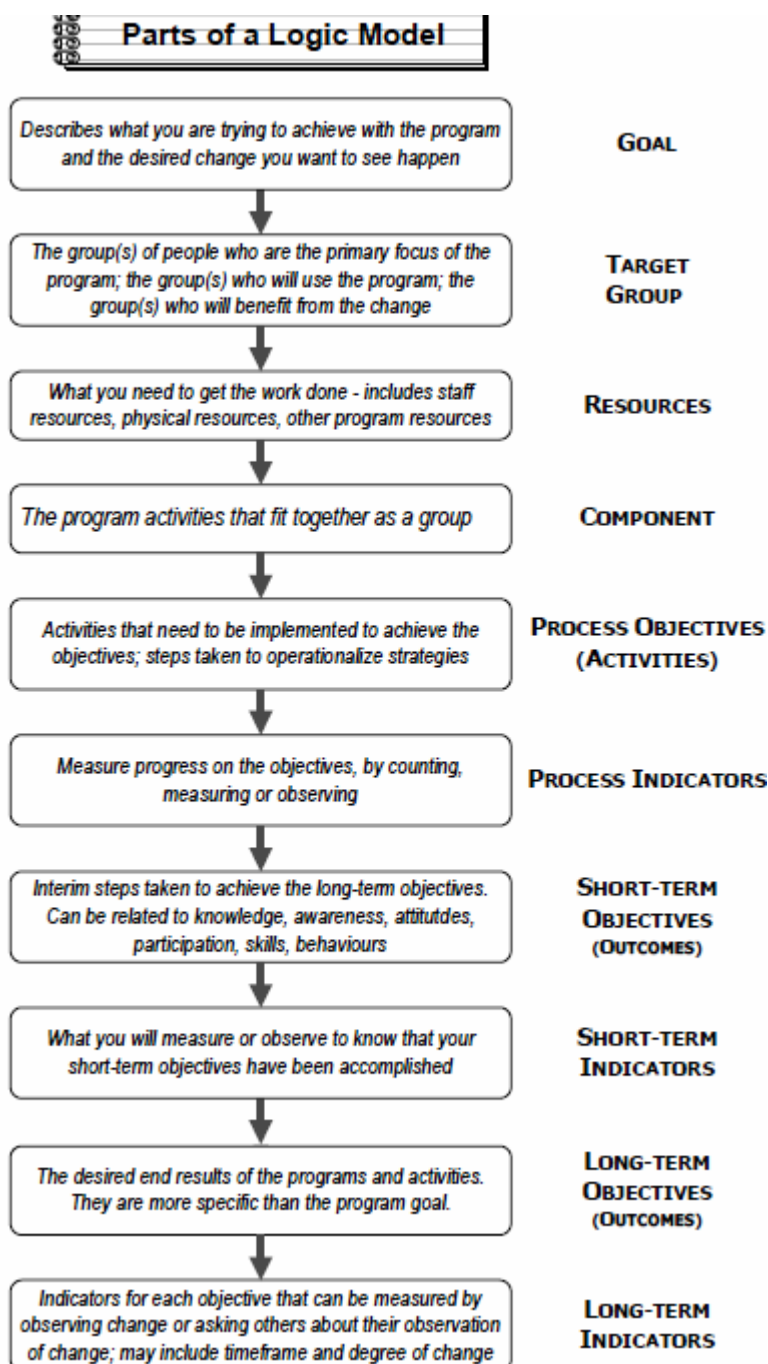 Parts of a Logic Model
Describes what you are trying to achieve with the program
and the desired change you want to see happen
GOAL
The group(s) of people who are the primary focus of the
program; the group(s) who will use the program; the
group(s) who will benefit from the change
TARGET
GROUP
What you need to get the work done - includes staff
resources, physical resources, other program resources
RESOURCES
The program activities that fit together as a group
COMPONENT
Activities that need to be implemented to achieve the
objectives; steps taken to operationalize strategies
PROCESS OBJECTIVES
(ACTIVITIES)
Measure progress on the objectives, by counting,
measuring or observing
PROCESS INDICATORS
Interim steps taken to achieve the long-term objectives.
Can be related to knowledge, awareness, attitutdes,
participation, skills, behaviours
SHORT-TERM
OBJECTIVES
(OUTCOMES)
What you will measure or observe to know that your
short-term objectives have been accomplished
SHORT-TERM
INDICATORS
The desired end results of the programs and activities.
They are more specific than the program goal.
LONG-TERM
OBJECTIVES
(OUTCOMES)
Indicators for each objective that can be measured by
observing change or asking others about their observation
of change; may include timeframe and degree of change
LONG-TERM
INDICATORS